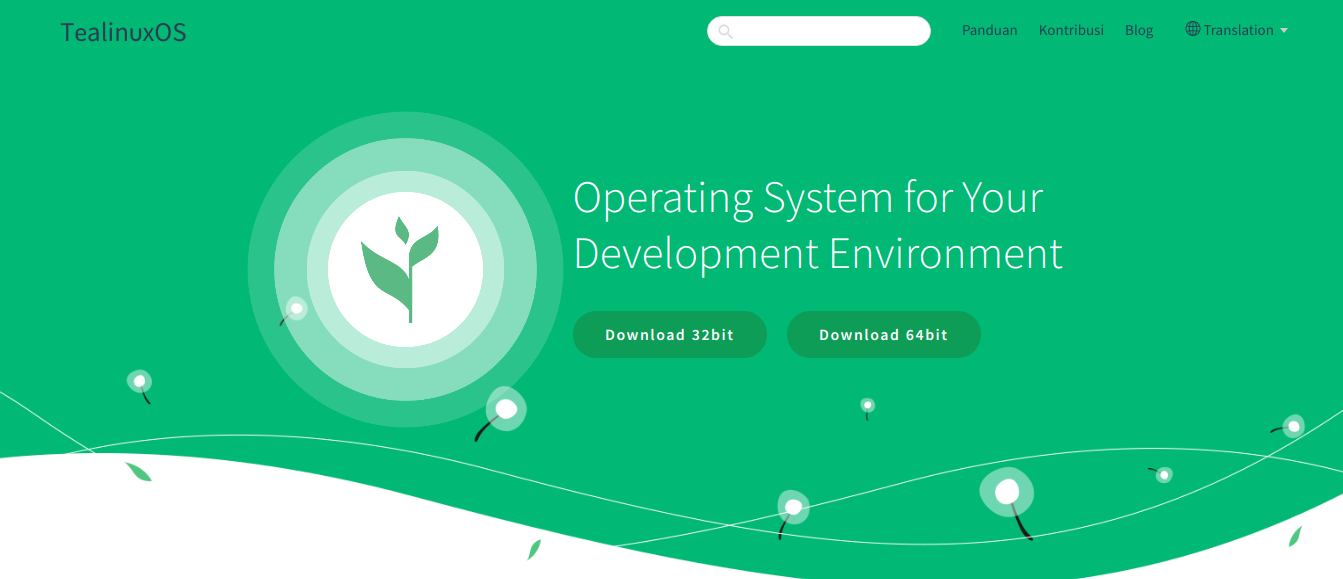 TealinuxOS
Panduan Kontribusi Blog Translation
Operating System for Your
Development Environment
Download 32bit Download 64bit